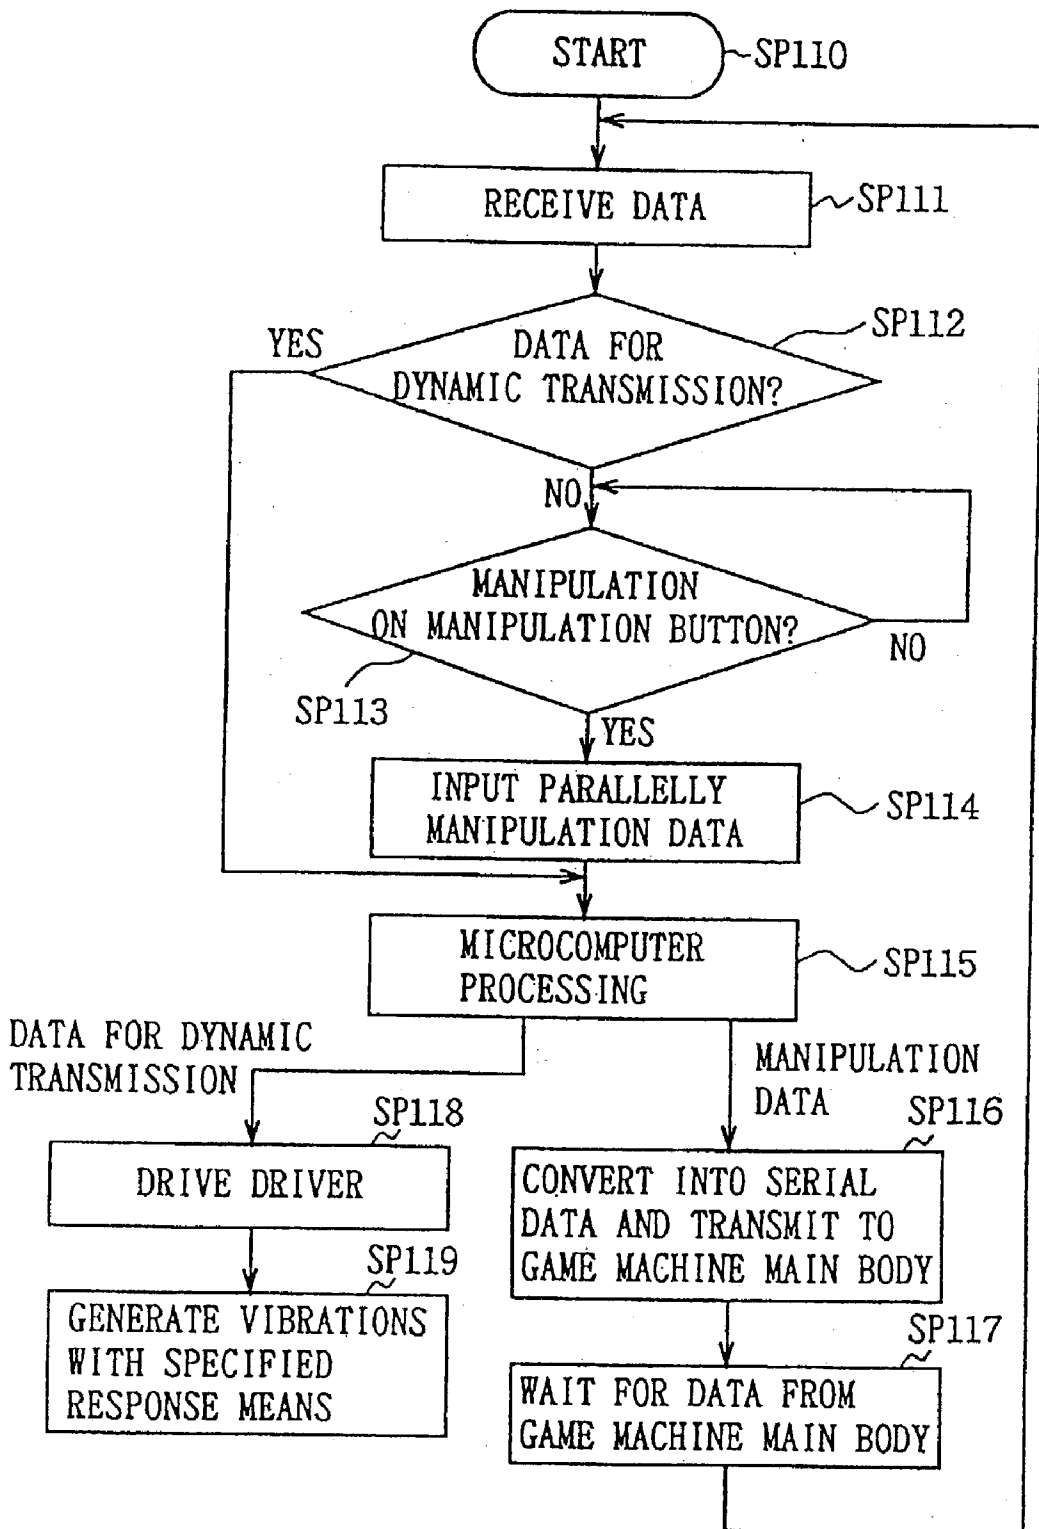 START
SP110
RECEIVE DATA
SP111
SP112
YES
DATA FOR
DYNAMIC TRANSMISSION?
NO
MANIPULATION
ON MANIPULATION BUTTON?
NO
SP113
YES
INPUT PARALLELLY
MANIPULATION DATA
SP114
MICROCOMPUTER
PROCESSING
SP115
DATA FOR DYNAMIC
TRANSMISSION
MANIPULATION
DATA
SP118
DRIVE DRIVER
SP116
CONVERT INTO SERIAL
DATA AND TRANSMIT TO
GAME MACHINE MAIN BODY
SP119
GENERATE VIBRATIONS
WITH SPECIFIED
RESPONSE MEANS
SP117
WAIT FOR DATA FROM
GAME MACHINE MAIN BODY